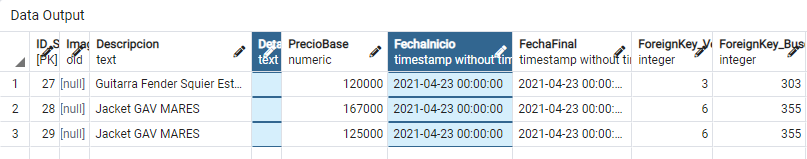 Data Output
ID_S Imag Descripcion Deta PrecioBase FechaInicio FechaFinal ForeignKey_Ve ForeignKey_Bus
[PK] oid text text numeric timestamp without tim timestamp without tim integer integer
1 27 [null] Guitarra Fender Squier Est... 120000 2021-04-23 00:00:00 2021-04-23 00:00:... 3 303
2 28 [null] Jacket GAV MARES 167000 2021-04-23 00:00:00 2021-04-23 00:00:... 6 355
3 29 [null] Jacket GAV MARES 125000 2021-04-23 00:00:00 2021-04-23 00:00:... 6 355